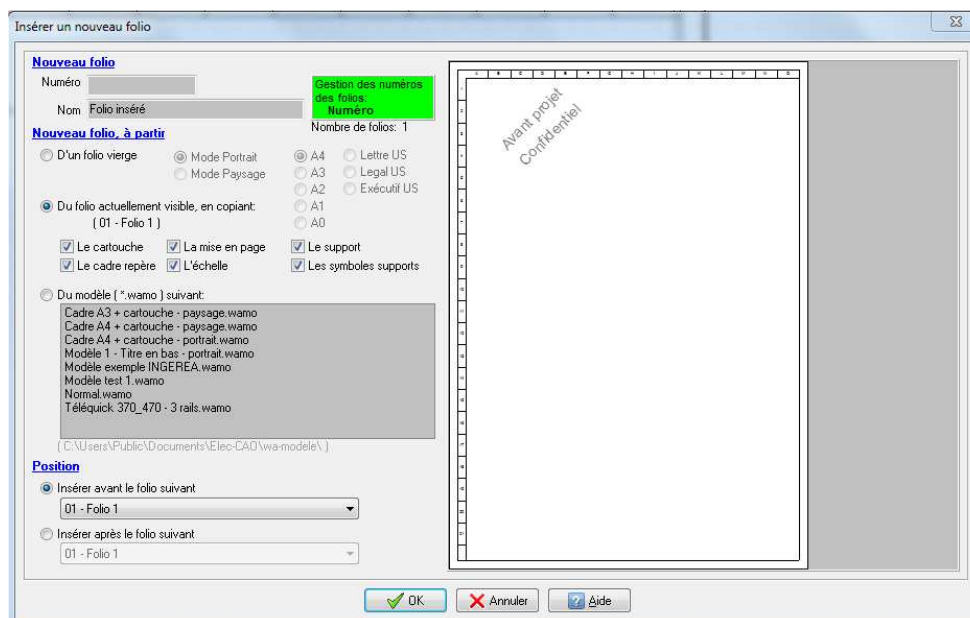 Insérer un nouveau folio
Nouveau folio
Numéro
Nom Folio inséré
Gestion des numéros
des folios:
Numéro
Nombre de folios: 1
Nouveau folio, à partir
D'un folio vierge
Mode Portrait
Mode Paysage
A4
A3
A2
A1
A0
Lettre US
Legal US
Exécutif US
Du folio actuellement visible, en copiant:
( 01 - Folio 1 )
Le cartouche
La mise en page
Le support
Le cadre repère
L'échelle
Les symboles supports
Du modèle ( *.wamo ) suivant:
Cadre A3 + cartouche - paysage.wamo
Cadre A4 + cartouche - paysage.wamo
Cadre A4 + cartouche - portrait.wamo
Modèle 1 - Titre en bas - portrait.wamo
Modèle exemple INGEREA.wamo
Modèle test 1.wamo
Normal.wamo
Téléquick 370_470 - 3 rails.wamo
( C:\Users\Public\Documents\Elec-CAO\wa-modele\ )
Position
Insérer avant le folio suivant
01 - Folio 1
Insérer après le folio suivant
01 - Folio 1
Avant projet
Confidentiel
OK
Annuler
Aide